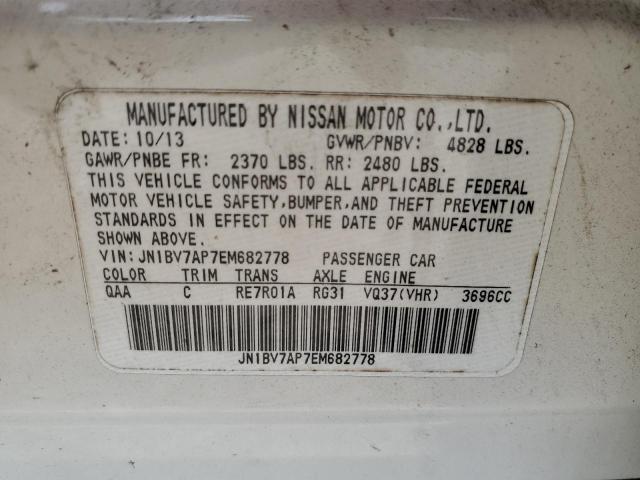 MANUFACTURED BY NISSAN MOTOR CO.,LTD.
DATE: 10/13 GVWR/PNBV: 4828 LBS.
GAWR/PNBE FR: 2370 LBS. RR: 2480 LBS.
THIS VEHICLE CONFORMS TO ALL APPLICABLE FEDERAL
MOTOR VEHICLE SAFETY,BUMPER,AND THEFT PREVENTION
STANDARDS IN EFFECT ON THE DATE OF MANUFACTURE
SHOWN ABOVE.
VIN: JN1BV7AP7EM682778 PASSENGER CAR
COLOR TRIM TRANS AXLE ENGINE
QAA C RE7R01A RG31 VQ37(VHR) 3696CC
JN1BV7AP7EM682778